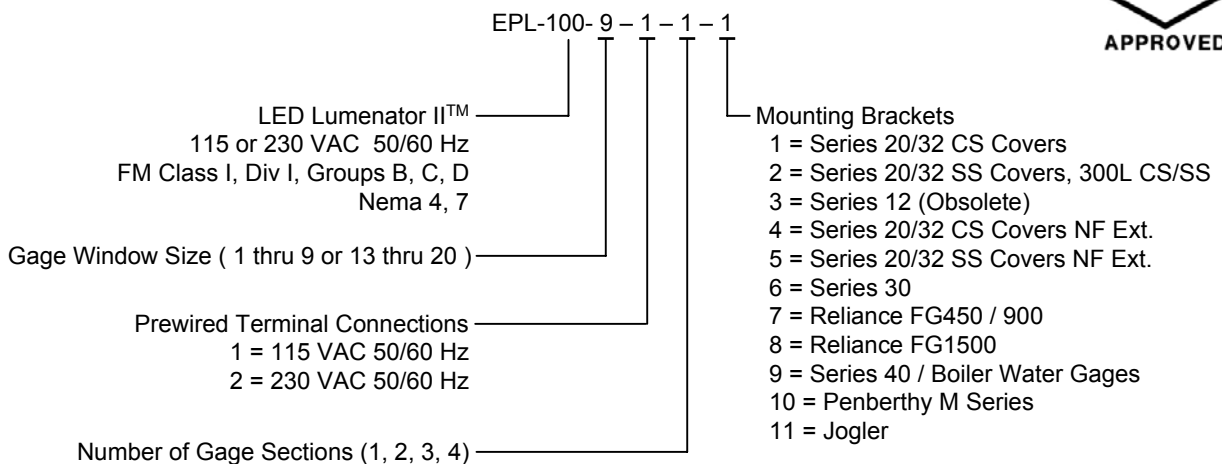 EPL-100- 9 – 1 – 1 – 1
APPROVED
LED Lumenator II™
115 or 230 VAC 50/60 Hz
FM Class I, Div I, Groups B, C, D
Nema 4, 7
Gage Window Size ( 1 thru 9 or 13 thru 20 )
Prewired Terminal Connections
1 = 115 VAC 50/60 Hz
2 = 230 VAC 50/60 Hz
Number of Gage Sections (1, 2, 3, 4)
Mounting Brackets
1 = Series 20/32 CS Covers
2 = Series 20/32 SS Covers, 300L CS/SS
3 = Series 12 (Obsolete)
4 = Series 20/32 CS Covers NF Ext.
5 = Series 20/32 SS Covers NF Ext.
6 = Series 30
7 = Reliance FG450 / 900
8 = Reliance FG1500
9 = Series 40 / Boiler Water Gages
10 = Penberthy M Series
11 = Jogler